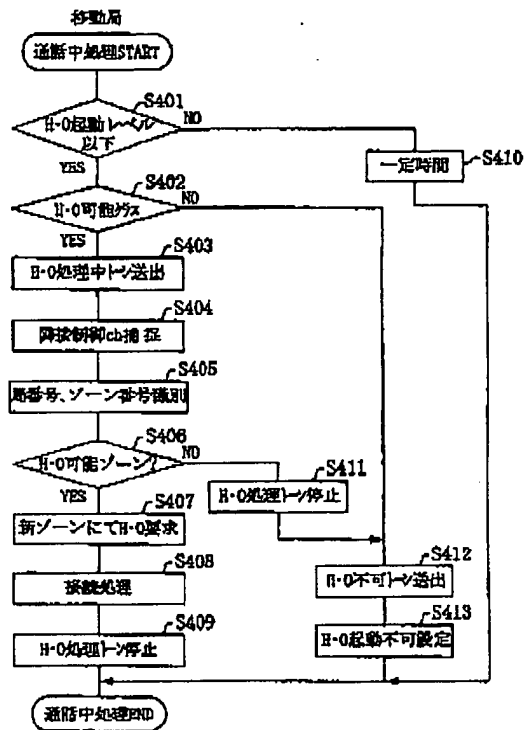 移動局
通話中処理START
S401
H·O起動レベル
以下
NO
YES
一定時間
S410
S402
H·O可能クラス
NO
YES
S403
H·O処理中トーン送出
S404
隣接制御ch捕捉
S405
局番号、ゾーン番号識別
S406
H·O可能ゾーン?
NO
YES
S411
H·O処理トーン停止
S407
新ゾーンにてH·O要求
S408
接続処理
S409
H·O処理トーン停止
S412
H·O不可トーン送出
S413
H·O起動不可設定
通話中処理END